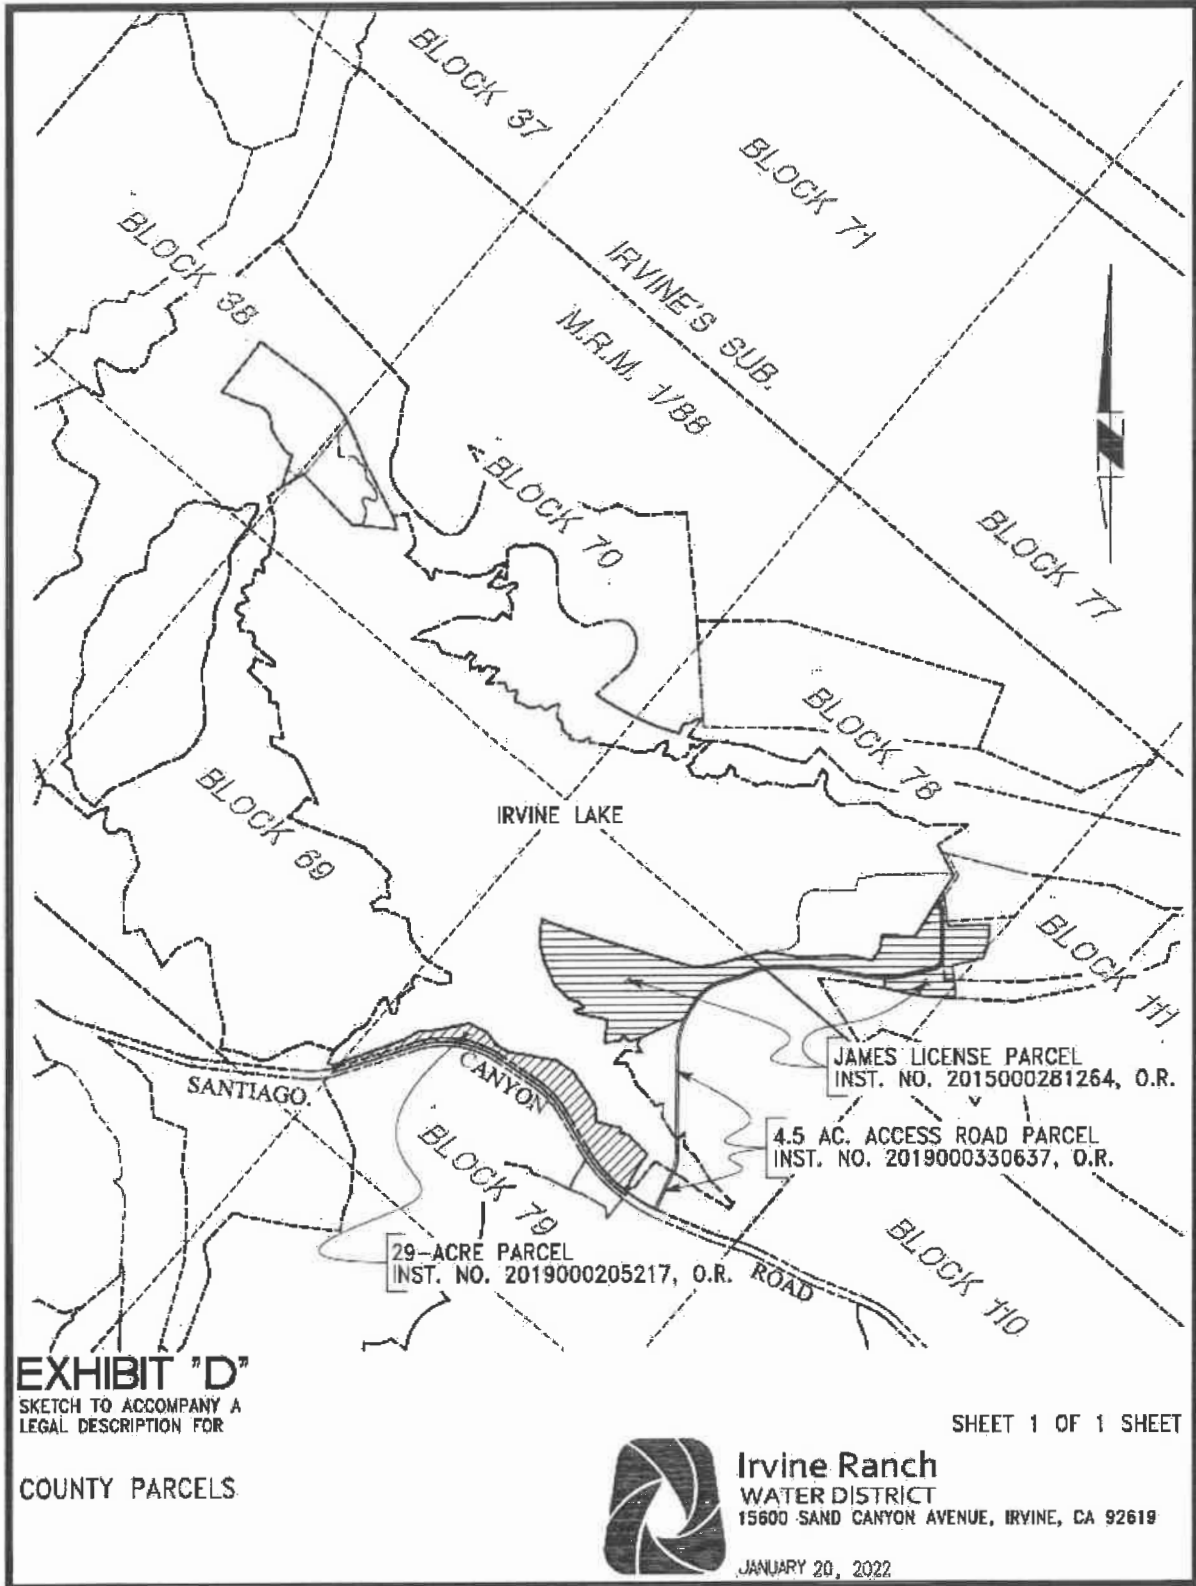 BLOCK 37
BLOCK 71
BLOCK 38
IRVINE'S SUB.
M.R.M. 1/88
BLOCK 70
BLOCK 77
BLOCK 78
BLOCK 69
IRVINE LAKE
BLOCK 111
JAMES LICENSE PARCEL
INST. NO. 2015000281264, O.R.
SANTIAGO
CANYON
4.5 AC. ACCESS ROAD PARCEL
INST. NO. 2019000330637, O.R.
BLOCK 79
29-ACRE PARCEL
INST. NO. 2019000205217, O.R.
ROAD
BLOCK 110
EXHIBIT "D"
SKETCH TO ACCOMPANY A
LEGAL DESCRIPTION FOR
COUNTY PARCELS
SHEET 1 OF 1 SHEET
Irvine Ranch
WATER DISTRICT
15600 SAND CANYON AVENUE, IRVINE, CA 92619
JANUARY 20, 2022